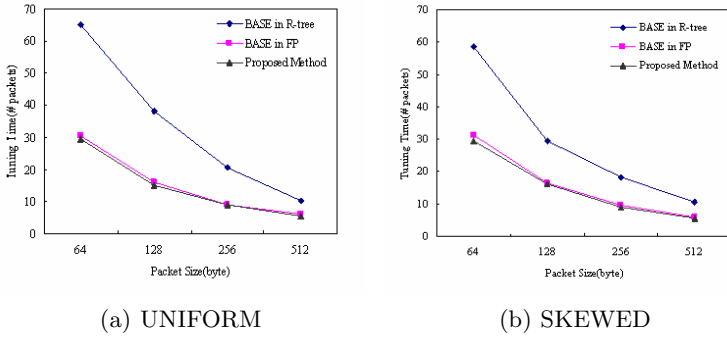 70
60
50
40
30
20
10
0
Tuning Time(# packets)
BASE in R-tree
BASE in FP
Proposed Method
64 128 256 512
Packet Size(byte)
(a) UNIFORM
70
60
50
40
30
20
10
0
Tuning Time(# packets)
BASE in R-tree
BASE in FP
Proposed Method
64 128 256 512
Packet Size(byte)
(b) SKEWED